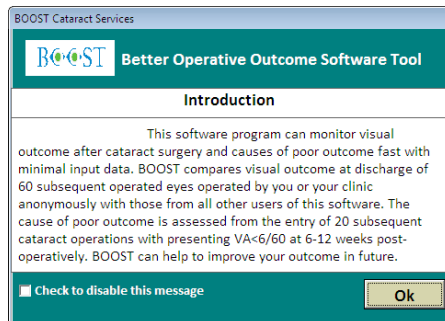 BOOST Cataract Services
BOOST
Better Operative Outcome Software Tool
Introduction
This software program can monitor visual
outcome after cataract surgery and causes of poor outcome fast with
minimal input data. BOOST compares visual outcome at discharge of
60 subsequent operated eyes operated by you or your clinic
anonymously with those from all other users of this software. The
cause of poor outcome is assessed from the entry of 20 subsequent
cataract operations with presenting VA<6/60 at 6-12 weeks post-
operatively. BOOST can help to improve your outcome in future.
Check to disable this message
Ok